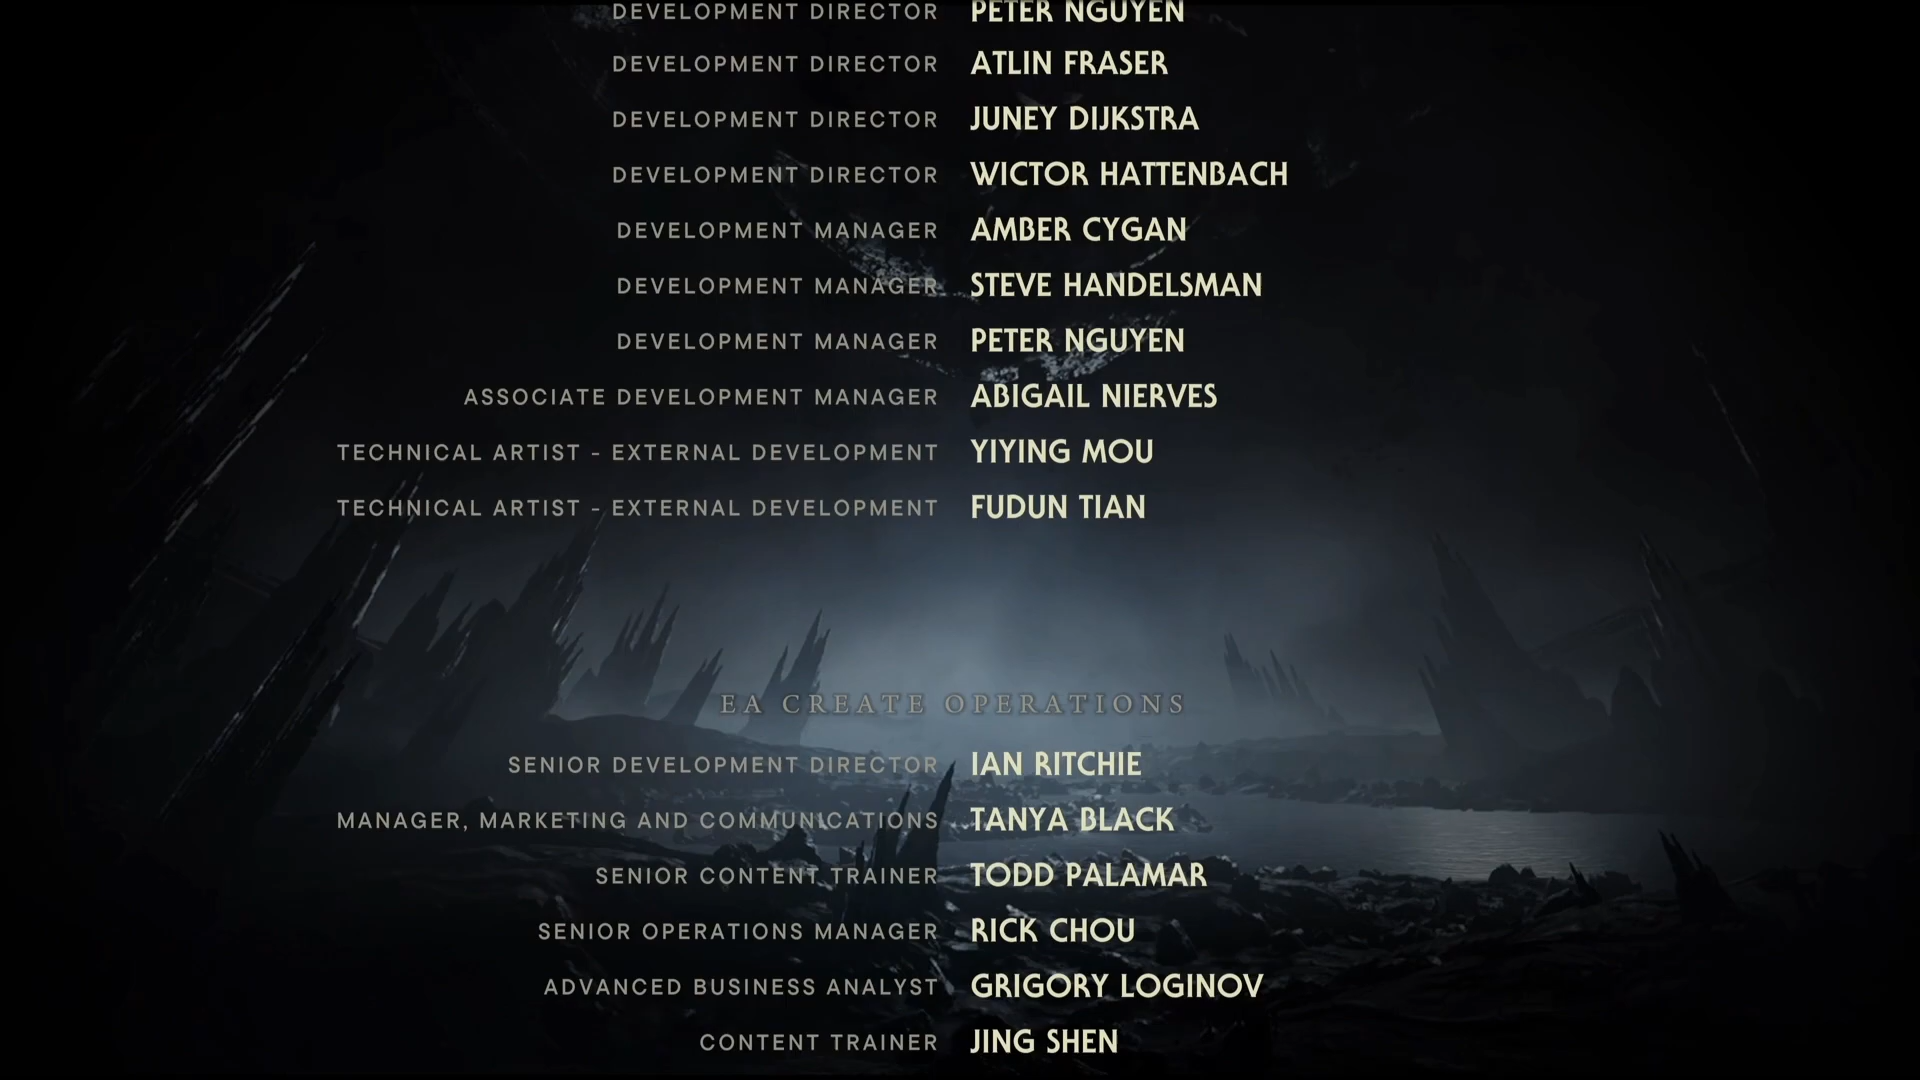 DEVELOPMENT DIRECTOR PETER NGUYEN
DEVELOPMENT DIRECTOR ATLIN FRASER
DEVELOPMENT DIRECTOR JUNEY DIJKSTRA
DEVELOPMENT DIRECTOR WICTOR HATTENBACH
DEVELOPMENT MANAGER AMBER CYGAN
DEVELOPMENT MANAGER STEVE HANDELSMAN
DEVELOPMENT MANAGER PETER NGUYEN
ASSOCIATE DEVELOPMENT MANAGER ABIGAIL NIERVES
TECHNICAL ARTIST - EXTERNAL DEVELOPMENT YIYING MOU
TECHNICAL ARTIST - EXTERNAL DEVELOPMENT FUDUN TIAN
EA CREATE OPERATIONS
SENIOR DEVELOPMENT DIRECTOR IAN RITCHIE
MANAGER, MARKETING AND COMMUNICATIONS TANYA BLACK
SENIOR CONTENT TRAINER TODD PALAMAR
SENIOR OPERATIONS MANAGER RICK CHOU
ADVANCED BUSINESS ANALYST GRIGORY LOGINOV
CONTENT TRAINER JING SHEN